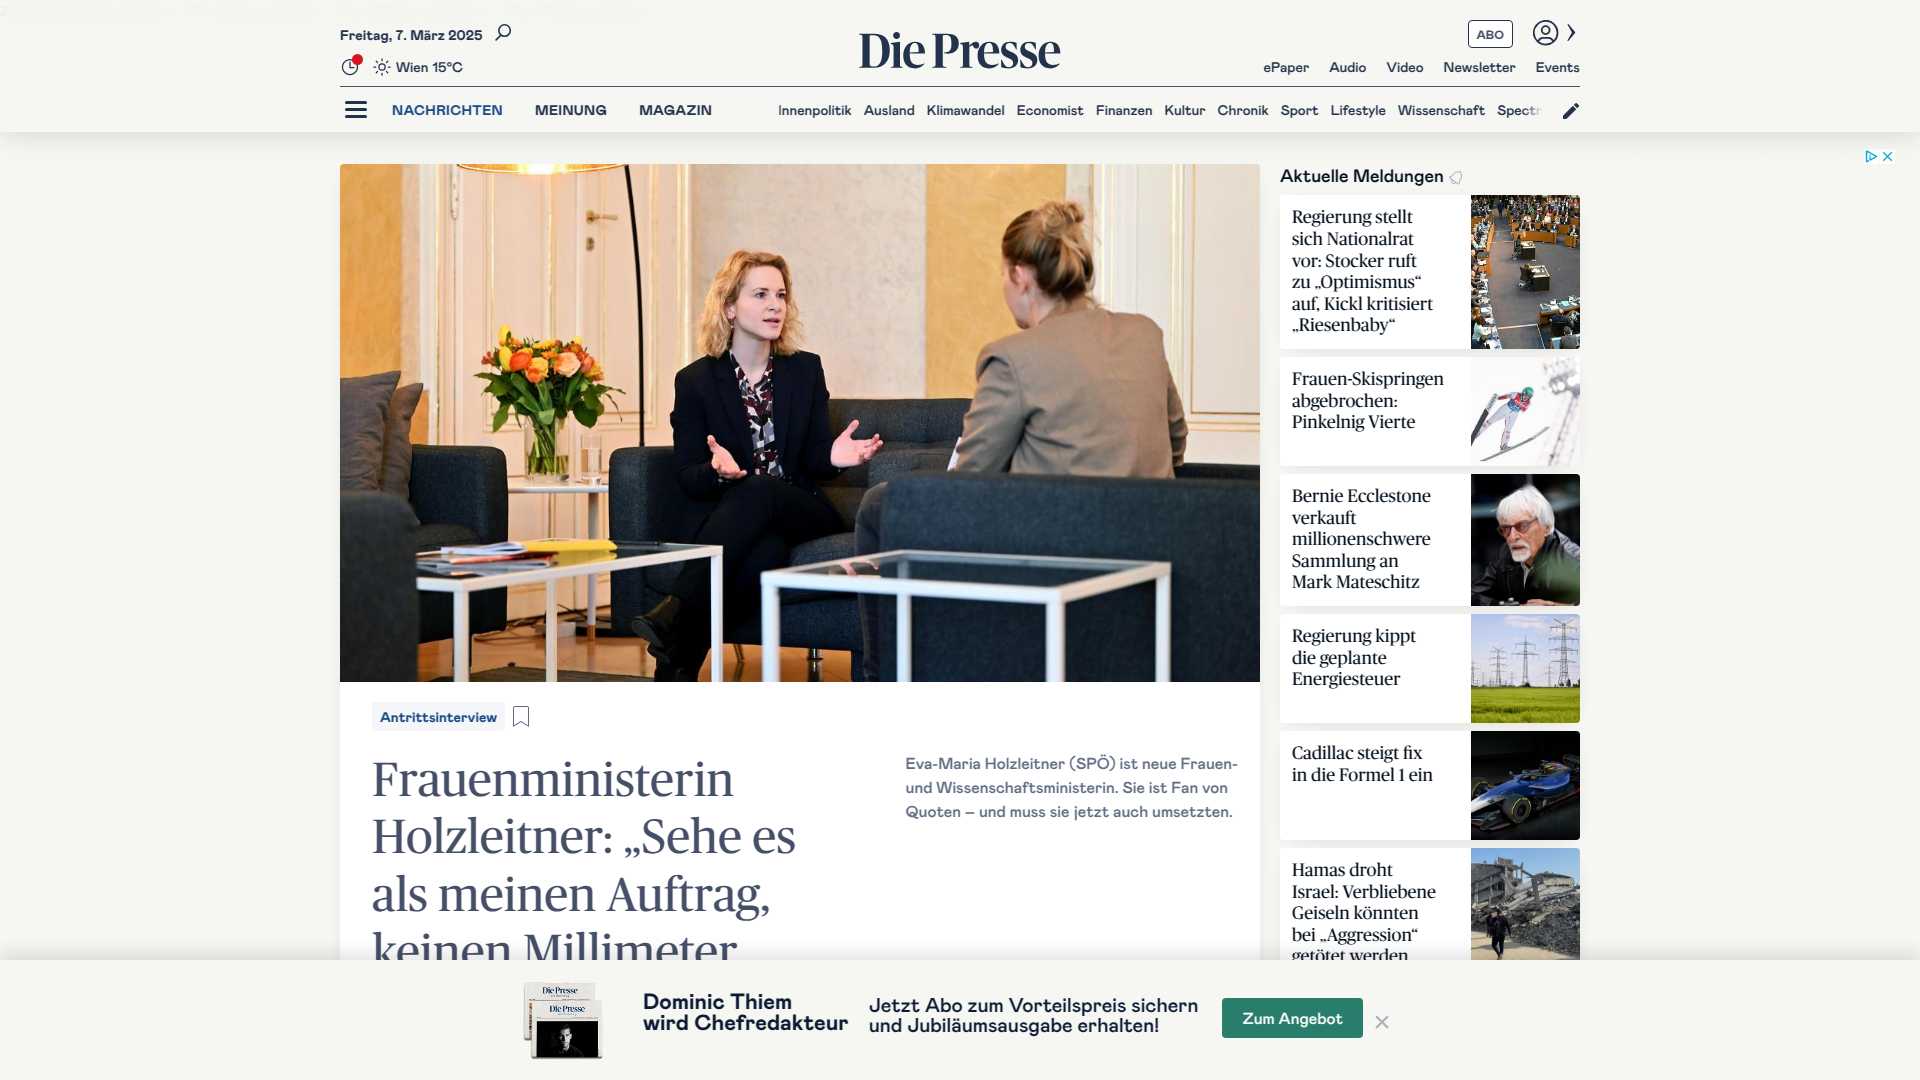 Freitag, 7. März 2025
Wien 15°C
Die Presse
ABO
ePaper Audio Video Newsletter Events
NACHRICHTEN MEINUNG MAGAZIN
Innenpolitik Ausland Klimawandel Economist Finanzen Kultur Chronik Sport Lifestyle Wissenschaft Spectr
Antrittsinterview
Frauenministerin
Holzleitner: „Sehe es
als meinen Auftrag,
keinen Millimeter
Eva-Maria Holzleitner (SPÖ) ist neue Frauen-
und Wissenschaftsministerin. Sie ist Fan von
Quoten – und muss sie jetzt auch umsetzten.
Aktuelle Meldungen
Regierung stellt
sich Nationalrat
vor: Stocker ruft
zu „Optimismus“
auf, Kickl kritisiert
„Riesenbaby“
Frauen-Skispringen
abgebrochen:
Pinkelnig Vierte
Bernie Ecclestone
verkauft
millionenschwere
Sammlung an
Mark Mateschitz
Regierung kippt
die geplante
Energiesteuer
Cadillac steigt fix
in die Formel 1 ein
Hamas droht
Israel: Verbliebene
Geiseln könnten
bei „Aggression“
getötet werden
Die Presse
Die Presse
Dominic Thiem
wird Chefredakteur
Jetzt Abo zum Vorteilspreis sichern
und Jubiläumsausgabe erhalten!
Zum Angebot